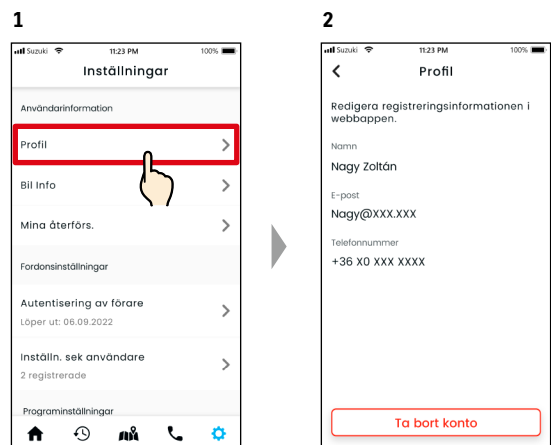 1
Suzuki 11:23 PM 100%
Inställningar
Användarinformation
Profil
Bil Info
Mina återförs.
Fordonsinställningar
Autentisering av förare
Löper ut: 06.09.2022
Inställn. sek användare
2 registrerade
Programinställningar
2
Suzuki 11:23 PM 100%
Profil
Redigera registreringsinformationen i
webbappen.
Namn
Nagy Zoltán
E-post
Nagy@XXX.XXX
Telefonnummer
+36 X0 XXX XXXX
Ta bort konto